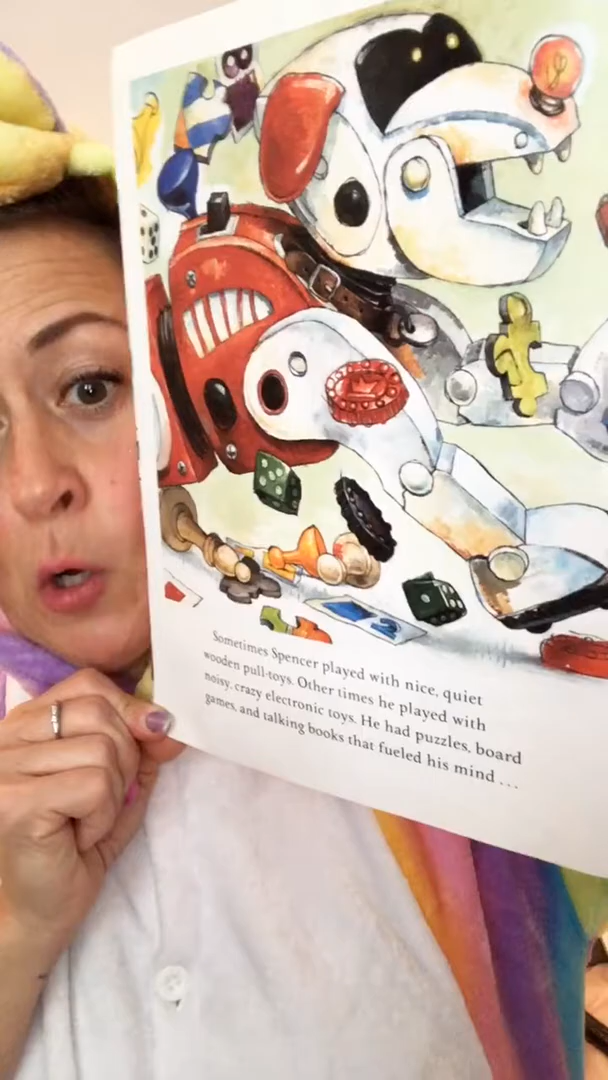 Sometimes Spencer played with nice, quiet
wooden pull-toys. Other times he played with
noisy, crazy electronic toys. He had puzzles, board
games, and talking books that fueled his mind . . .